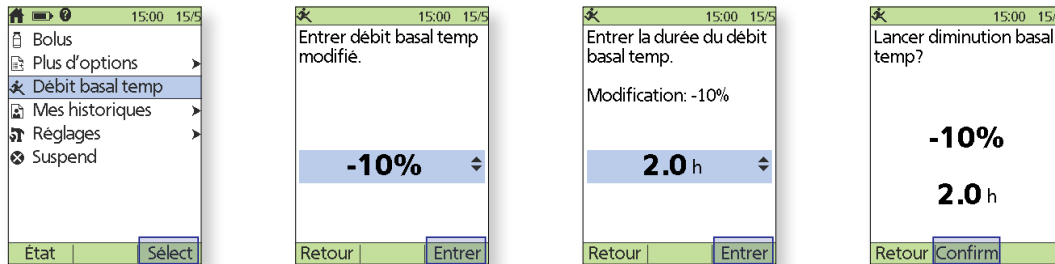 15:00 15/5
Bolus
Plus d'options
Débit basal temp
Mes historiques
Réglages
Suspend
État Sélect
15:00 15/5
Entrer débit basal temp
modifié.
-10%
Retour Entrer
15:00 15/5
Entrer la durée du débit
basal temp.
Modification: -10%
2.0 h
Retour Entrer
15:00 15/5
Lancer diminution basal
temp?
-10%
2.0 h
Retour Confirm